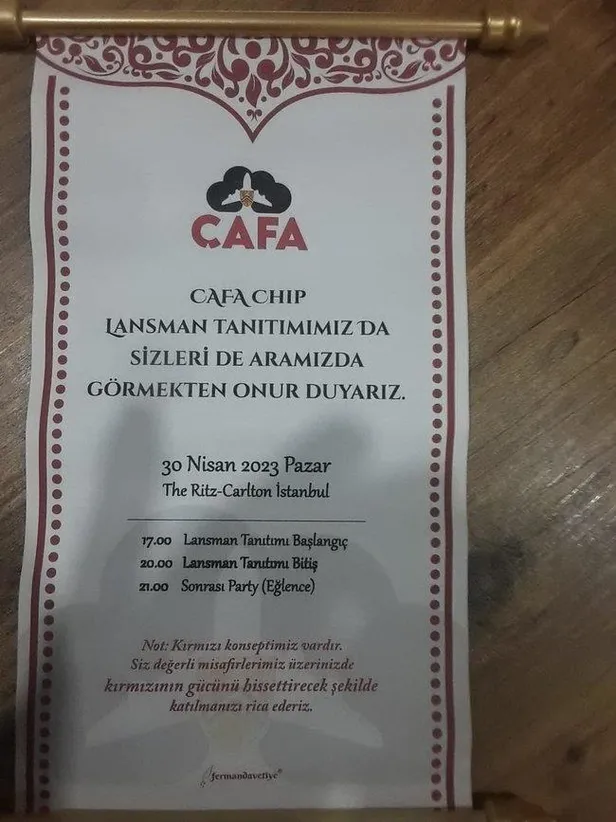 CAFA
CAFA CHIP
LANSMAN TANITIMIMIZ DA
SİZLERİ DE ARAMIZDA
GÖRMEKTEN ONUR DUYARIZ.
30 Nisan 2023 Pazar
The Ritz-Carlton İstanbul
17.00 Lansman Tanıtımı Başlangıç
20.00 Lansman Tanıtımı Bitiş
21.00 Sonrası Party (Eğlence)
Not: Kırmızı konseptimiz vardır.
Siz değerli misafirlerimiz üzerinizde
kırmızının gücünü hissettirecek şekilde
katılmanızı rica ederiz.
fermandavetiye®